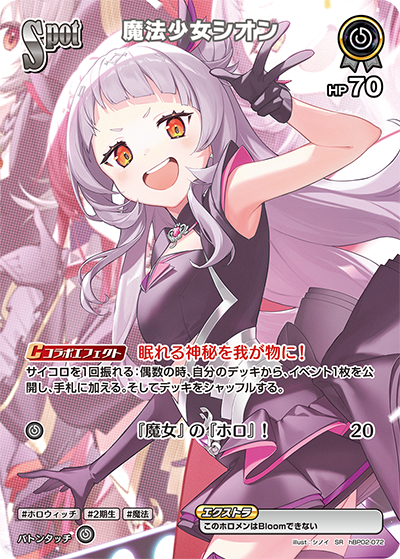 Spot
魔法少女シオン
HP 70
Cコラボエフェクト 眠れる神秘を我が物に!
サイコロを1回振れる:偶数の時、自分のデッキから、イベント1枚を公
開し、手札に加える。そしてデッキをシャッフルする。
『魔女』の『ホロ』! 20
#ホロウィッチ #2期生 #魔法
エクストラ
このホロメンはBloomできない
バトンタッチ
illust シノイ SR hBP02-072